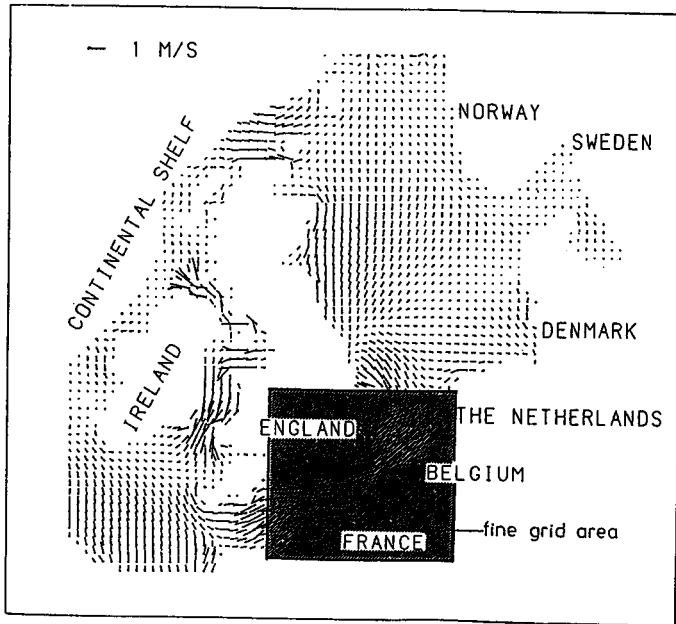 — 1 M/S
NORWAY
SWEDEN
CONTINENTAL SHELF
DENMARK
IRELAND
THE NETHERLANDS
ENGLAND
BELGIUM
fine grid area
FRANCE